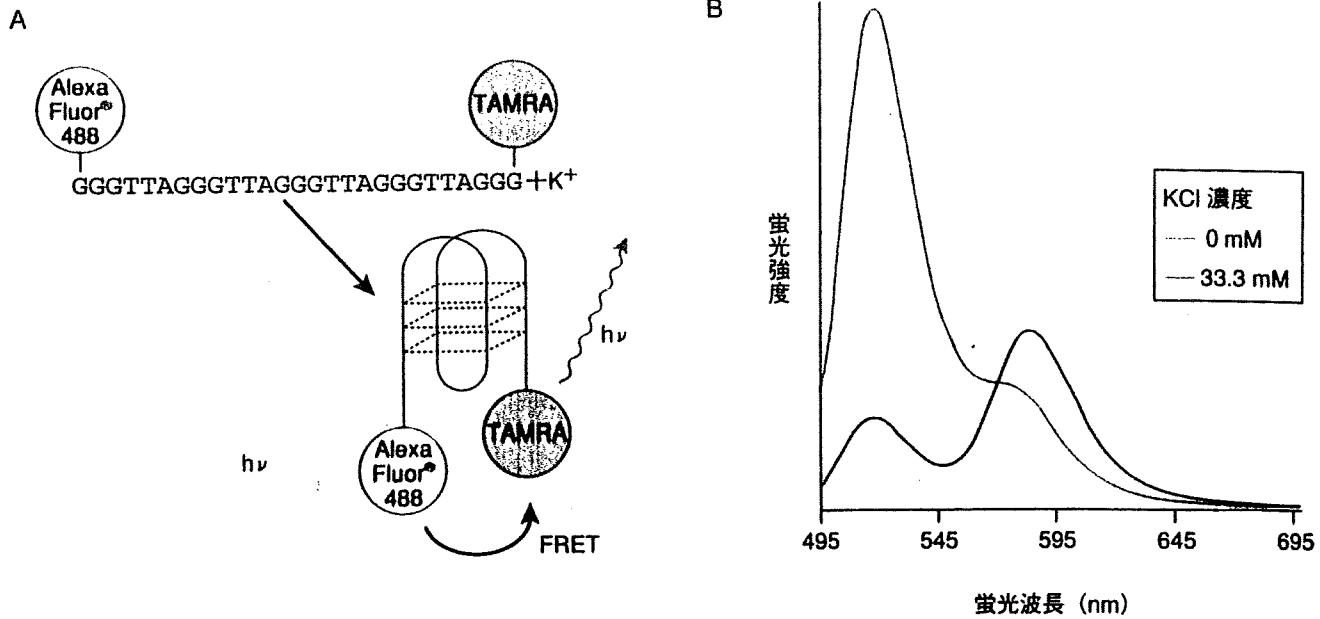 A
Alexa
Fluor®
488
TAMRA
GGGTTAGGGTTAGGGTTAGGGTTAGGG+K⁺
hν
hν
Alexa
Fluor®
488
TAMRA
FRET
B
蛍光強度
KCl 濃度
0 mM
33.3 mM
495 545 595 645 695
蛍光波長 (nm)